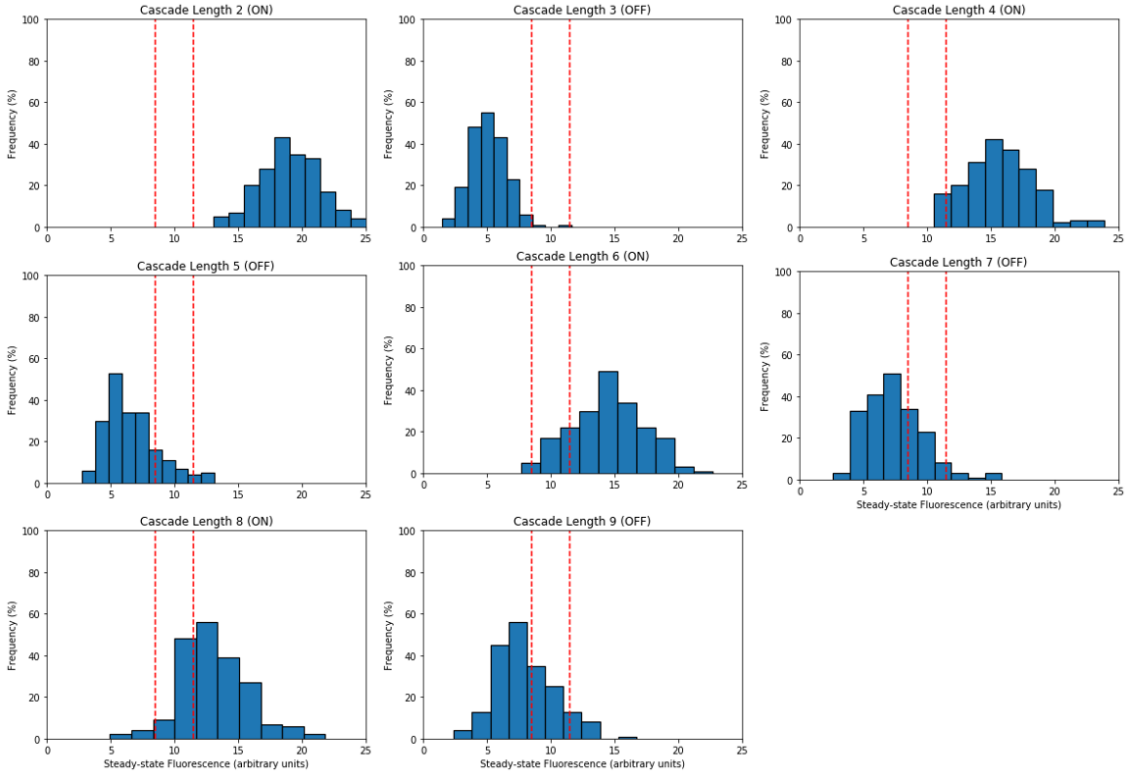 Cascade Length 2 (ON)
Frequency (%)
100
80
60
40
20
0
0 5 10 15 20 25
Cascade Length 3 (OFF)
Frequency (%)
100
80
60
40
20
0
0 5 10 15 20 25
Cascade Length 4 (ON)
Frequency (%)
100
80
60
40
20
0
0 5 10 15 20 25
Cascade Length 5 (OFF)
Frequency (%)
100
80
60
40
20
0
0 5 10 15 20 25
Cascade Length 6 (ON)
Frequency (%)
100
80
60
40
20
0
0 5 10 15 20 25
Cascade Length 7 (OFF)
Frequency (%)
100
80
60
40
20
0
0 5 10 15 20 25
Steady-state Fluorescence (arbitrary units)
Cascade Length 8 (ON)
Frequency (%)
100
80
60
40
20
0
0 5 10 15 20 25
Steady-state Fluorescence (arbitrary units)
Cascade Length 9 (OFF)
Frequency (%)
100
80
60
40
20
0
0 5 10 15 20 25
Steady-state Fluorescence (arbitrary units)